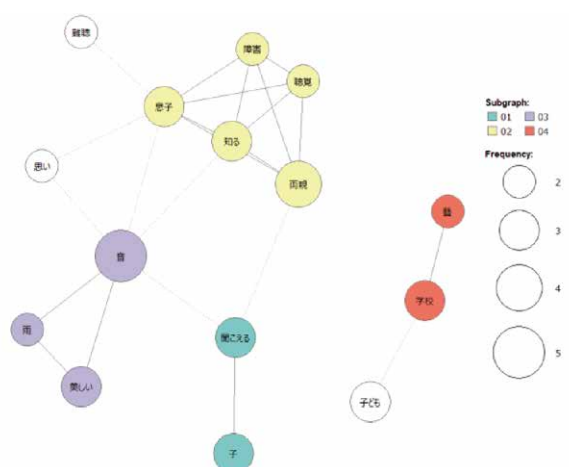 難聴
障害
聴覚
息子
知る
思い
両親
音
雨
美しい
聞こえる
子
聾
学校
子ども
Subgraph:
01 03
02 04
Frequency:
2
3
4
5